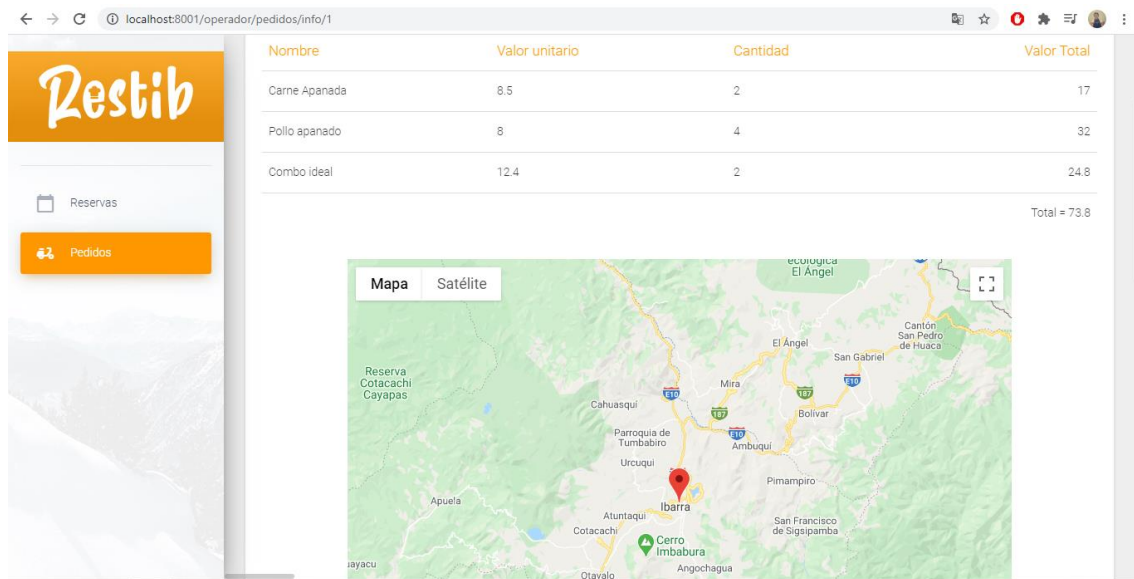 localhost:8001/operador/pedidos/info/1
Restib
Reservas
Pedidos
Nombre Valor unitario Cantidad Valor Total
Carne Apanada 8.5 2 17
Pollo apanado 8 4 32
Combo ideal 12.4 2 24.8
Total = 73.8
Mapa Satélite
ecológica
El Ángel
Cantón
San Pedro
de Huaca
El Ángel
San Gabriel
Reserva
Cotacachi
Cayapas
E10
Mira
187
E10
Cahuasquí
187
Bolívar
Parroquia de
Tumbabiro
E10
Ambuquí
Urcuqui
Pimampiro
Apuela
Ibarra
Atuntaqui
San Francisco
de Sigsipamba
Cotacachi
Cerro
Imbabura
Angochagua
Otavalo